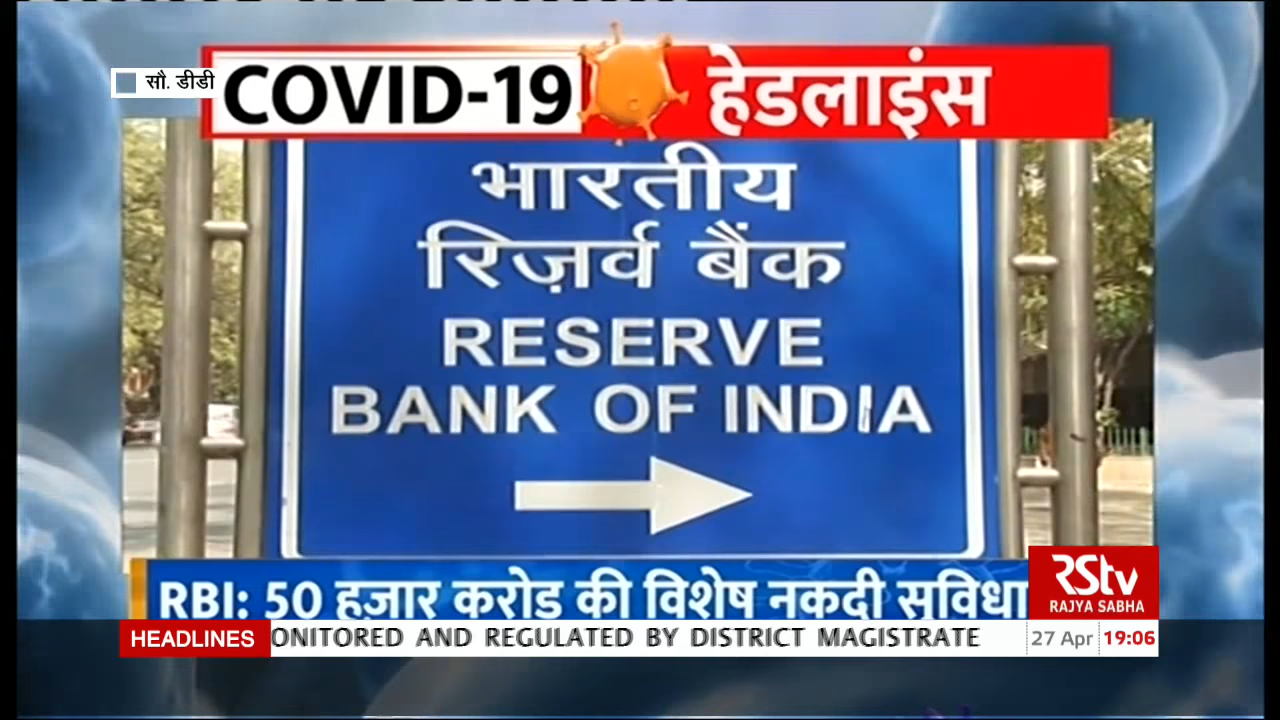 सौ. डीडी
COVID-19 हेडलाइंस
भारतीय
रिज़र्व बैंक
RESERVE
BANK OF INDIA
RBI: 50 हज़ार करोड़ की विशेष नकदी सुविधा
RStv
RAJYA SABHA
HEADLINES ONITORED AND REGULATED BY DISTRICT MAGISTRATE 27 Apr 19:06